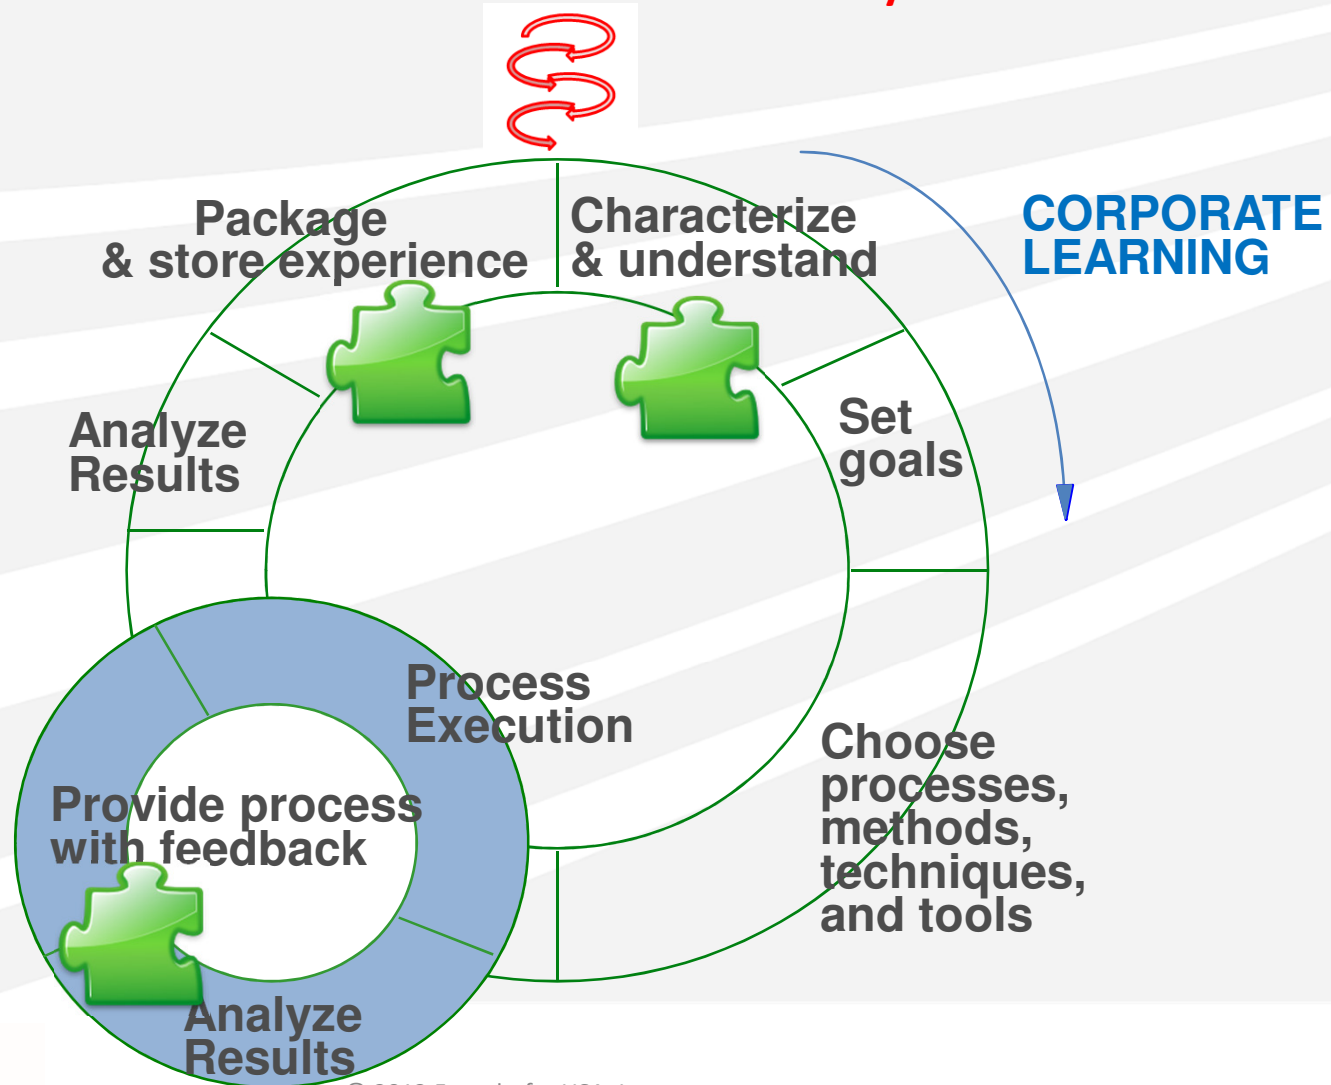 Package
& store experience
Characterize
& understand
CORPORATE
LEARNING
Set
goals
Analyze
Results
Process
Execution
Choose
processes,
methods,
techniques,
and tools
Provide process
with feedback
Analyze
Results